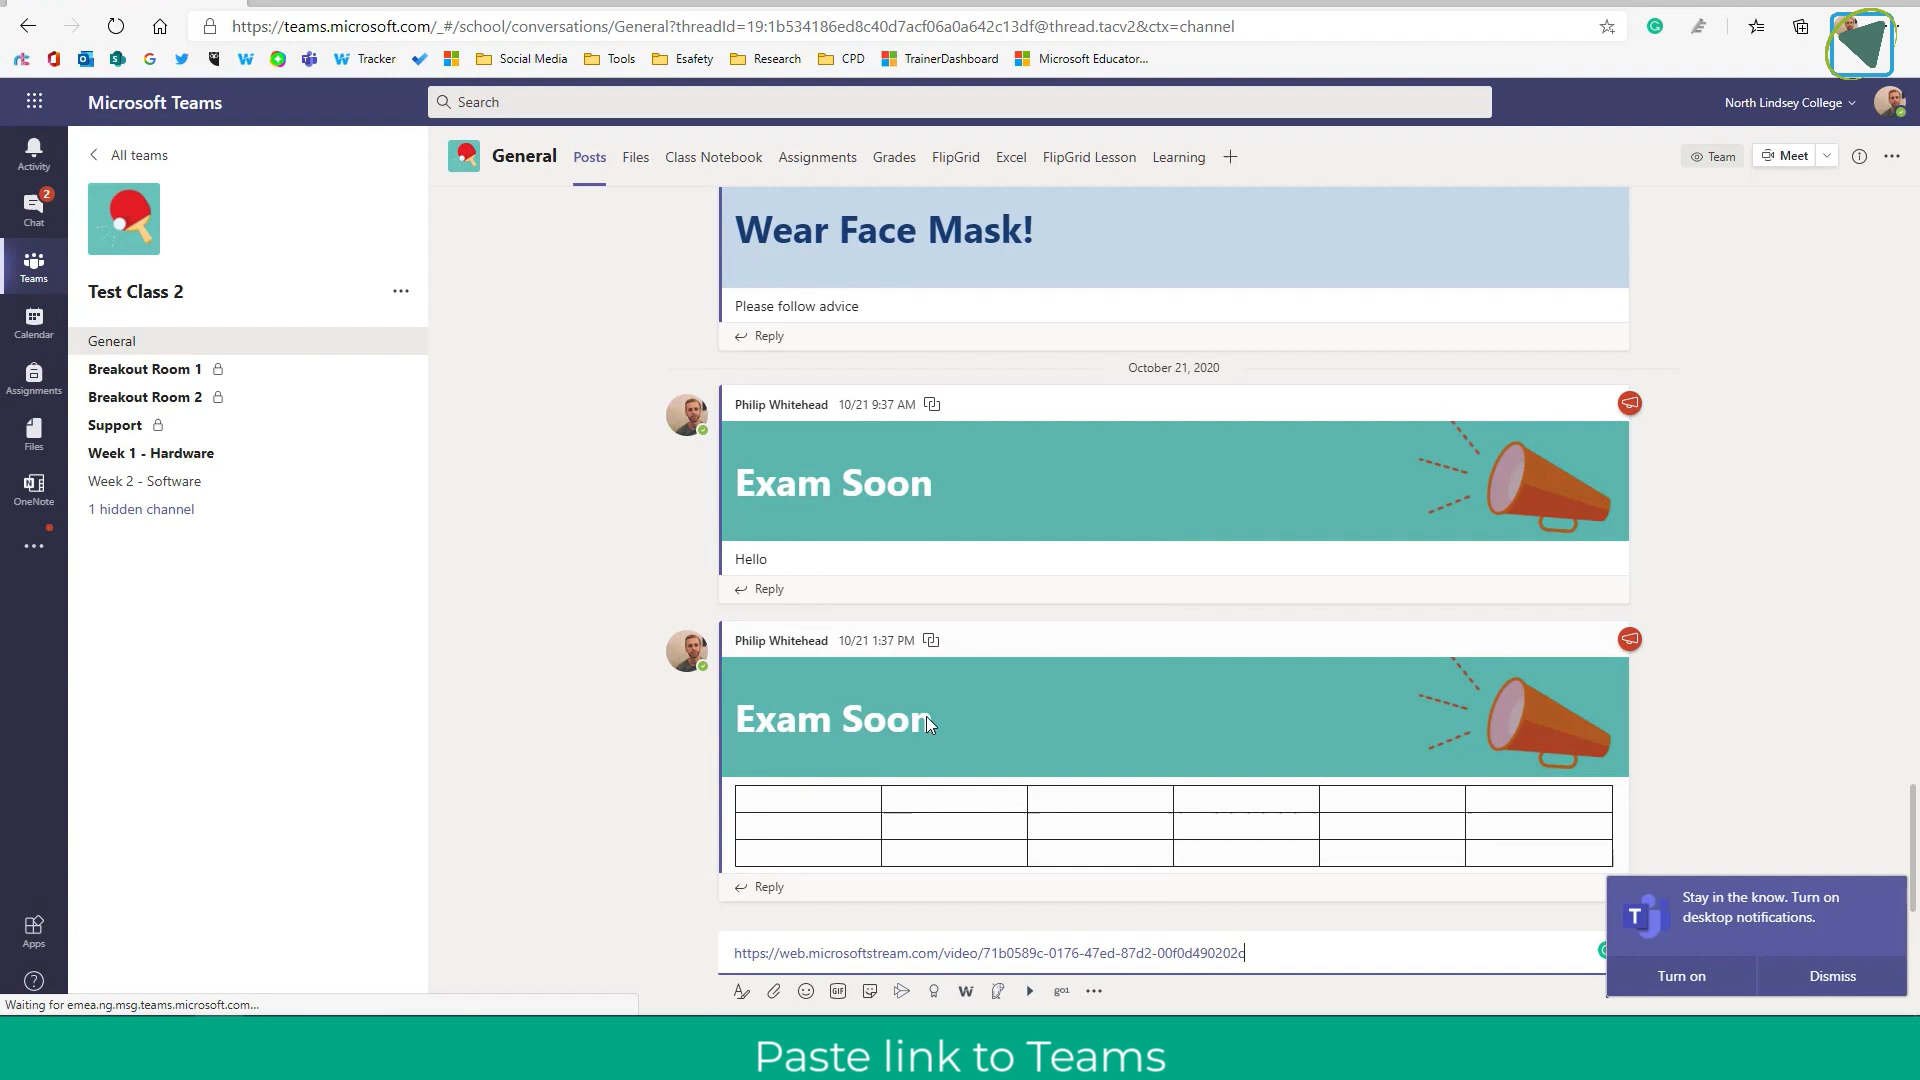 https://teams.microsoft.com/_#/school/conversations/General?threadId=19:1b534186ed8c40d7acf06a0a642c13df@thread.tacv2&ctx=channel
Tracker
Social Media
Tools
Esafety
Research
CPD
TrainerDashboard
Microsoft Educator...
Microsoft Teams
Search
North Lindsey College
Activity
2
Chat
Teams
Calendar
Assignments
Files
OneNote
Apps
All teams
Test Class 2
General
Breakout Room 1
Breakout Room 2
Support
Week 1 - Hardware
Week 2 - Software
1 hidden channel
General
Posts
Files
Class Notebook
Assignments
Grades
FlipGrid
Excel
FlipGrid Lesson
Learning
Team
Meet
Wear Face Mask!
Please follow advice
Reply
October 21, 2020
Philip Whitehead 10/21 9:37 AM
Exam Soon
Hello
Reply
Philip Whitehead 10/21 1:37 PM
Exam Soon
Reply
https://web.microsoftstream.com/video/71b0589c-0176-47ed-87d2-00f0d490202c
GIF
go1
Stay in the know. Turn on
desktop notifications.
Turn on
Dismiss
Waiting for emea.ng.msg.teams.microsoft.com...
Paste link to Teams